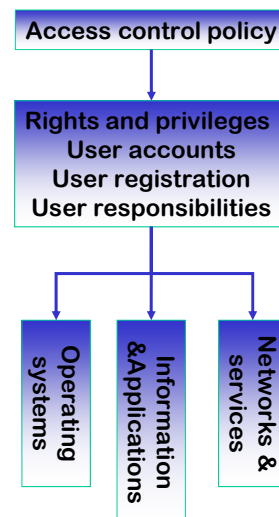 Access control policy
Rights and privileges
User accounts
User registration
User responsibilities
Operating
systems
Information
&Applications
Networks &
services